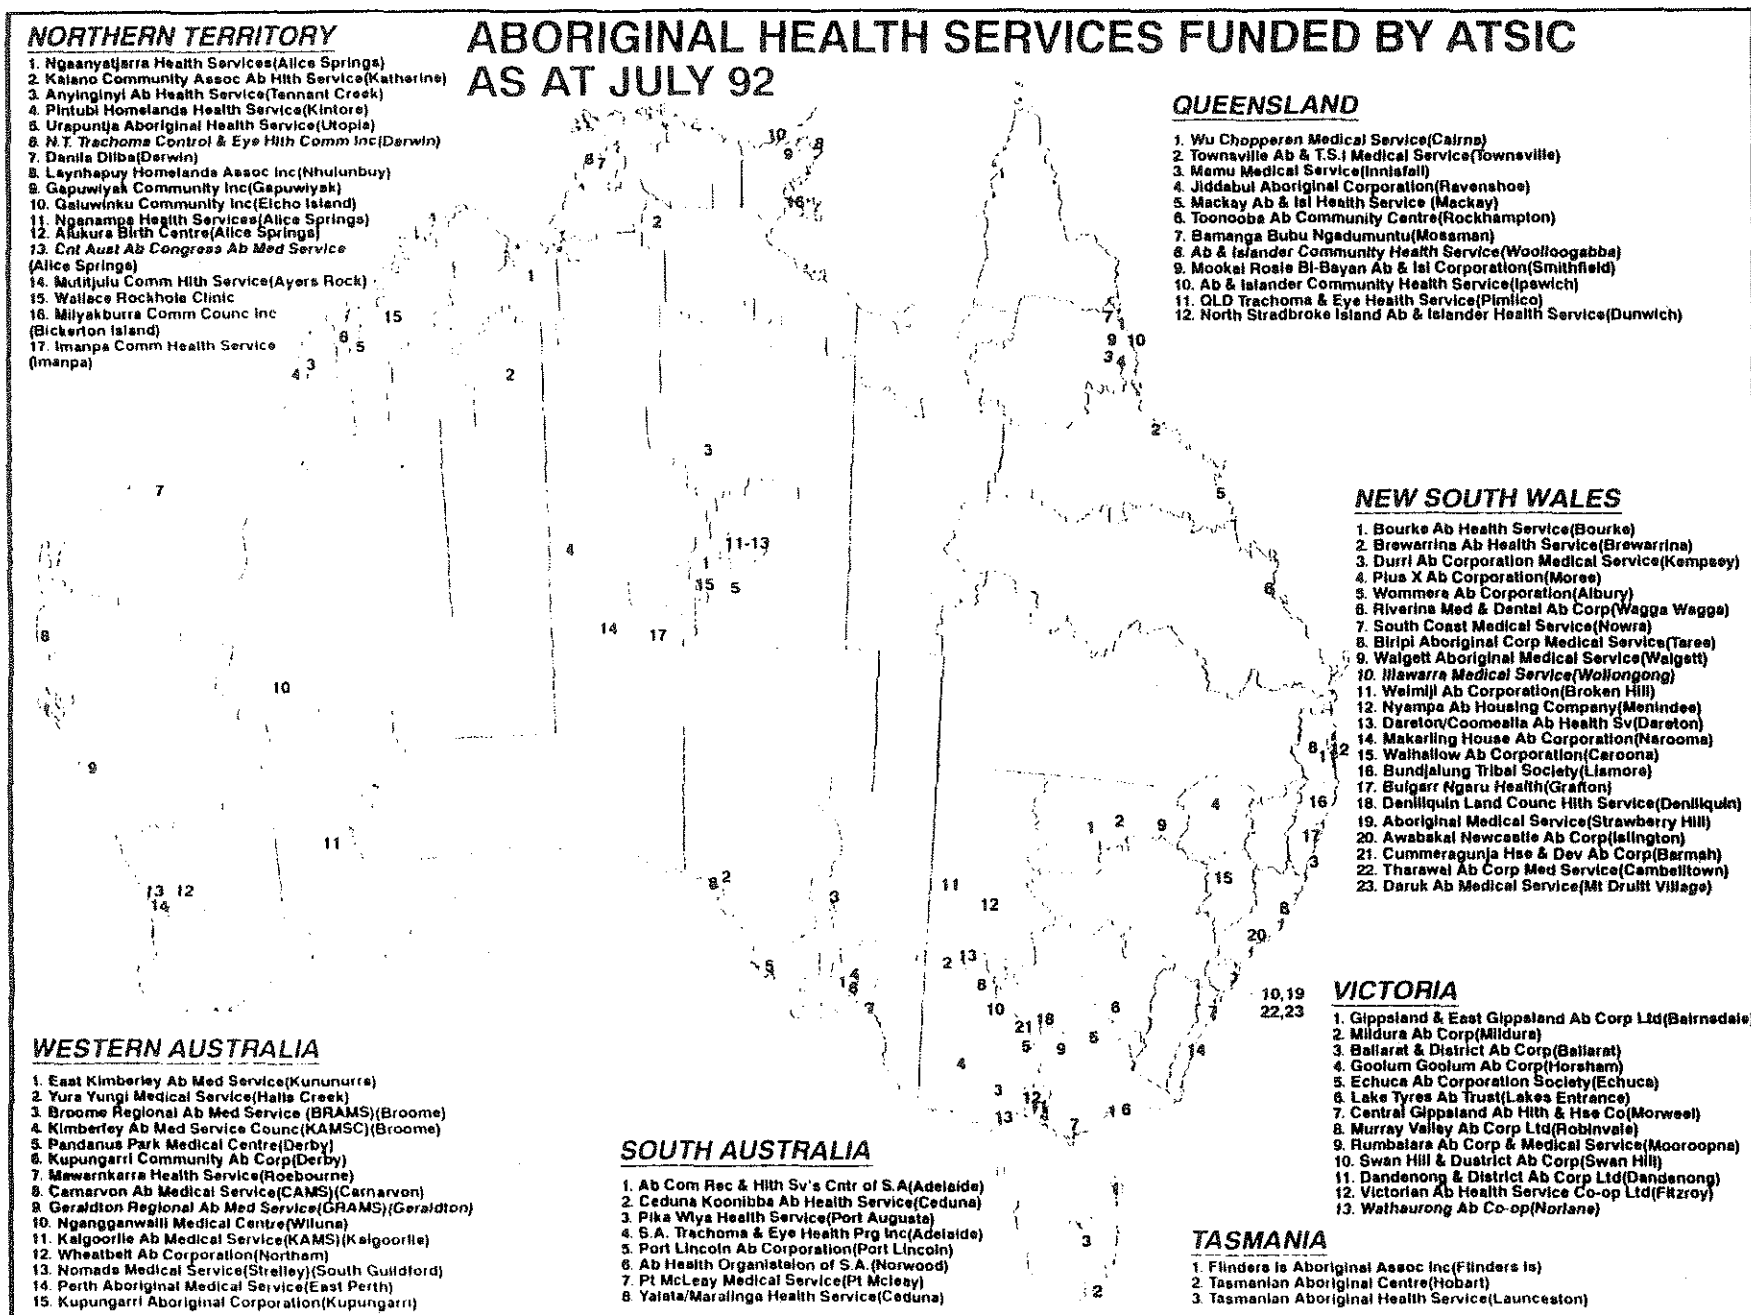 ABORIGINAL HEALTH SERVICES FUNDED BY ATSIC
AS AT JULY 92
NORTHERN TERRITORY
1. Ngaanyatjarra Health Services(Alice Springs)
2. Kalano Community Assoc Ab Hlth Service(Katherine)
3. Anyinginyi Ab Health Service(Tennant Creek)
4. Pintubi Homelands Health Service(Kintore)
5. Urapuntja Aboriginal Health Service(Utopia)
6. N.T. Trachoma Control & Eye Hlth Comm Inc(Darwin)
7. Danila Dilba(Darwin)
8. Laynhapuy Homelands Assoc Inc(Nhulunbuy)
9. Gapuwiyak Community Inc(Gapuwiyak)
10. Galuwinku Community Inc(Elcho Island)
11. Nganampa Health Services(Alice Springs)
12. Alukura Birth Centre(Alice Springs)
13. Cnt Aust Ab Congress Ab Med Service
(Alice Springs)
14. Mutitjulu Comm Hlth Service(Ayers Rock)
15. Wallace Rockhole Clinic
16. Milyakburra Comm Counc Inc
(Bickerton Island)
17. Imanpa Comm Health Service
(Imanpa)
QUEENSLAND
1. Wu Chopperen Medical Service(Cairns)
2. Townsville Ab & T.S.I Medical Service(Townsville)
3. Mamu Medical Service(Innisfail)
4. Jiddabul Aboriginal Corporation(Ravenshoe)
5. Mackay Ab & Isl Health Service (Mackay)
6. Toonooba Ab Community Centre(Rockhampton)
7. Bamanga Bubu Ngadumuntu(Mossman)
8. Ab & Islander Community Health Service(Woolloogabba)
9. Mookai Rosie Bi-Bayan Ab & Isl Corporation(Smithfield)
10. Ab & Islander Community Health Service(Ipswich)
11. QLD Trachoma & Eye Health Service(Pimlico)
12. North Stradbroke Island Ab & Islander Health Service(Dunwich)
NEW SOUTH WALES
1. Bourke Ab Health Service(Bourke)
2. Brewarrina Ab Health Service(Brewarrina)
3. Durri Ab Corporation Medical Service(Kempsey)
4. Pius X Ab Corporation(Moree)
5. Wommera Ab Corporation(Albury)
6. Riverina Med & Dental Ab Corp(Wagga Wagga)
7. South Coast Medical Service(Nowra)
8. Biripi Aboriginal Corp Medical Service(Taree)
9. Walgett Aboriginal Medical Service(Walgett)
10. Illawarra Medical Service(Wollongong)
11. Weimiji Ab Corporation(Broken Hill)
12. Nyampa Ab Housing Company(Menindee)
13. Dareton/Coomealla Ab Health Sv(Dareton)
14. Makarling House Ab Corporation(Narooma)
15. Walhallow Ab Corporation(Caroona)
16. Bundjalung Tribal Society(Lismore)
17. Bulgarr Ngaru Health(Grafton)
18. Deniliquin Land Counc Hlth Service(Deniliquin)
19. Aboriginal Medical Service(Strawberry Hill)
20. Awabakal Newcastle Ab Corp(Islington)
21. Cummeragunja Hse & Dev Ab Corp(Barmah)
22. Tharawal Ab Corp Med Service(Cambelltown)
23. Daruk Ab Medical Service(Mt Druitt Village)
VICTORIA
1. Gippsland & East Gippsland Ab Corp Ltd(Bairnsdale)
2. Mildura Ab Corp(Mildura)
3. Ballarat & District Ab Corp(Ballarat)
4. Goolum Goolum Ab Corp(Horsham)
5. Echuca Ab Corporation Society(Echuca)
6. Lake Tyres Ab Trust(Lakes Entrance)
7. Central Gippsland Ab Hlth & Hse Co(Morweel)
8. Murray Valley Ab Corp Ltd(Robinvale)
9. Rumbalara Ab Corp & Medical Service(Mooroopna)
10. Swan Hill & Dustrict Ab Corp(Swan Hill)
11. Dandenong & District Ab Corp Ltd(Dandenong)
12. Victorian Ab Health Service Co-op Ltd(Fitzroy)
13. Wathaurong Ab Co-op(Norlane)
WESTERN AUSTRALIA
1. East Kimberley Ab Med Service(Kununurra)
2. Yura Yungi Medical Service(Halls Creek)
3. Broome Regional Ab Med Service (BRAMS)(Broome)
4. Kimberley Ab Med Service Counc(KAMSC)(Broome)
5. Pandanus Park Medical Centre(Derby)
6. Kupungarri Community Ab Corp(Derby)
7. Mawarnkarra Health Service(Roebourne)
8. Carnarvon Ab Medical Service(CAMS)(Carnarvon)
9. Geraldton Regional Ab Med Service(GRAMS)(Geraldton)
10. Ngangganwalli Medical Centre(Wiluna)
11. Kalgoorlie Ab Medical Service(KAMS)(Kalgoorlie)
12. Wheatbelt Ab Corporation(Northam)
13. Nomads Medical Service(Strelley)(South Guildford)
14. Perth Aboriginal Medical Service(East Perth)
15. Kupungarri Aboriginal Corporation(Kupungarri)
SOUTH AUSTRALIA
1. Ab Com Rec & Hlth Sv's Cntr of S.A(Adelaide)
2. Ceduna Koonibba Ab Health Service(Ceduna)
3. Pika Wiya Health Service(Port Augusta)
4. S.A. Trachoma & Eye Health Prg Inc(Adelaide)
5. Port Lincoln Ab Corporation(Port Lincoln)
6. Ab Health Organistaion of S.A.(Norwood)
7. Pt McLeay Medical Service(Pt Mcleay)
8. Yalata/Maralinga Health Service(Ceduna)
TASMANIA
1. Flinders Is Aboriginal Assoc Inc(Flinders Is)
2. Tasmanian Aboriginal Centre(Hobart)
3. Tasmanian Aboriginal Health Service(Launceston)
11-13
10,19
22,23